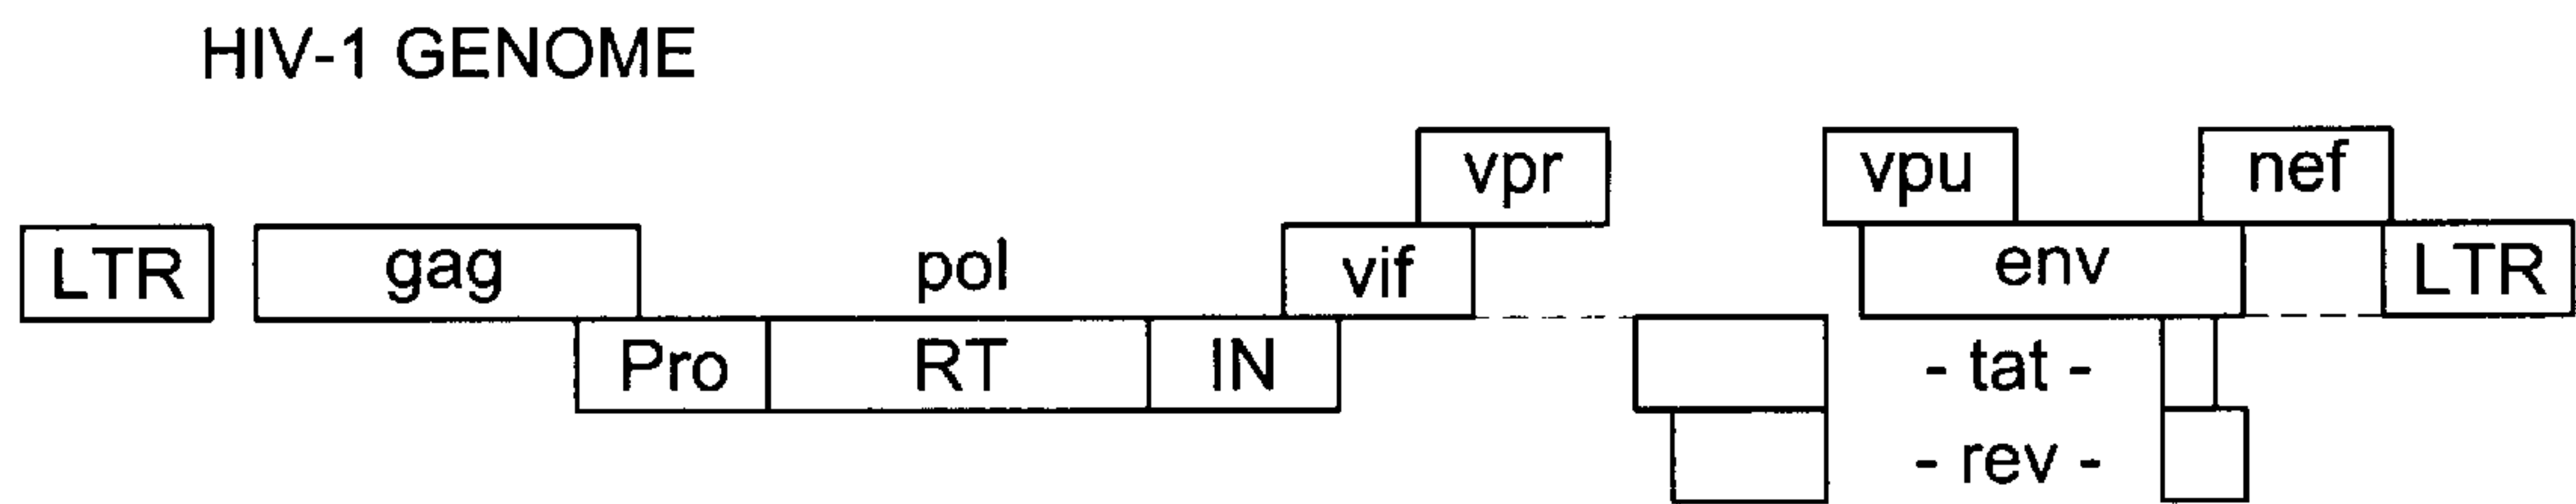 HIV-1 GENOME
vpr vpu nef
LTR gag pol vif env LTR
Pro RT IN - tat -
- rev -